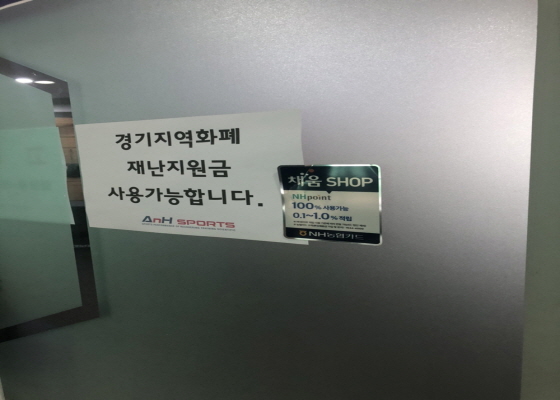 경기지역화폐
재난지원금
사용가능합니다.
AnH SPORTS
채움 SHOP
NHpoint
100% 사용가능
0.1~1.0% 적립
NH농협카드